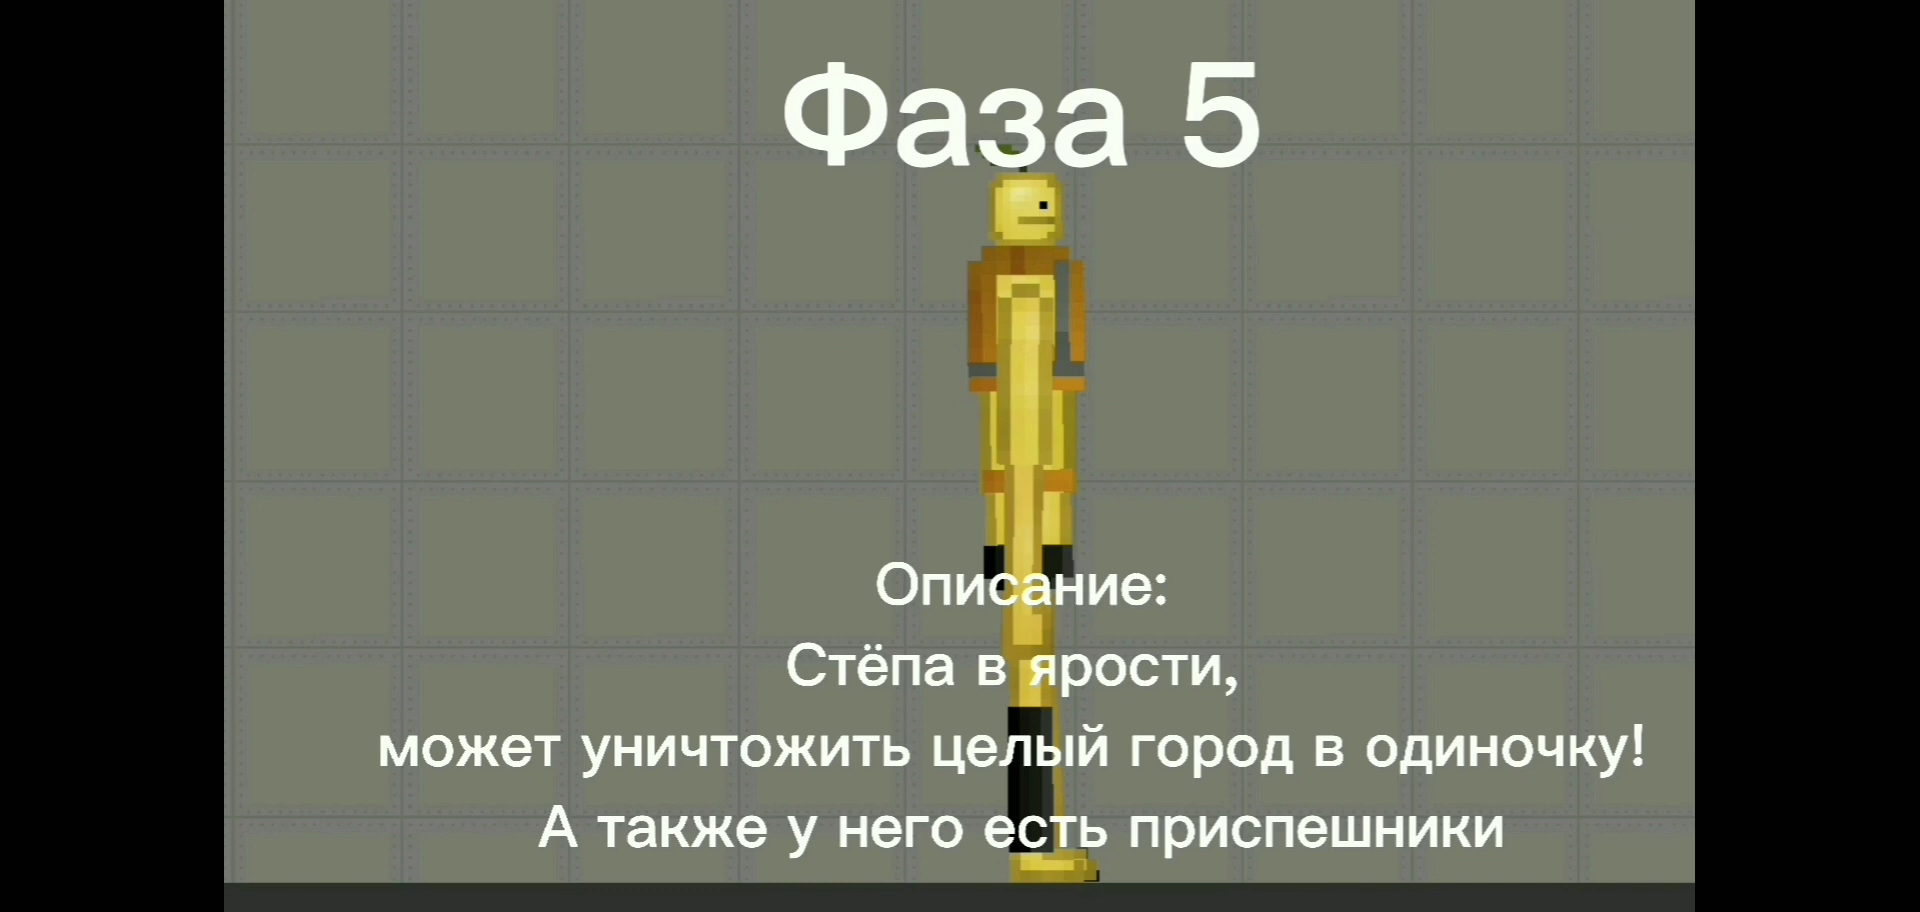 Фаза 5
Описание:
Стёпа в ярости,
может уничтожить целый город в одиночку!
А также у него есть приспешники